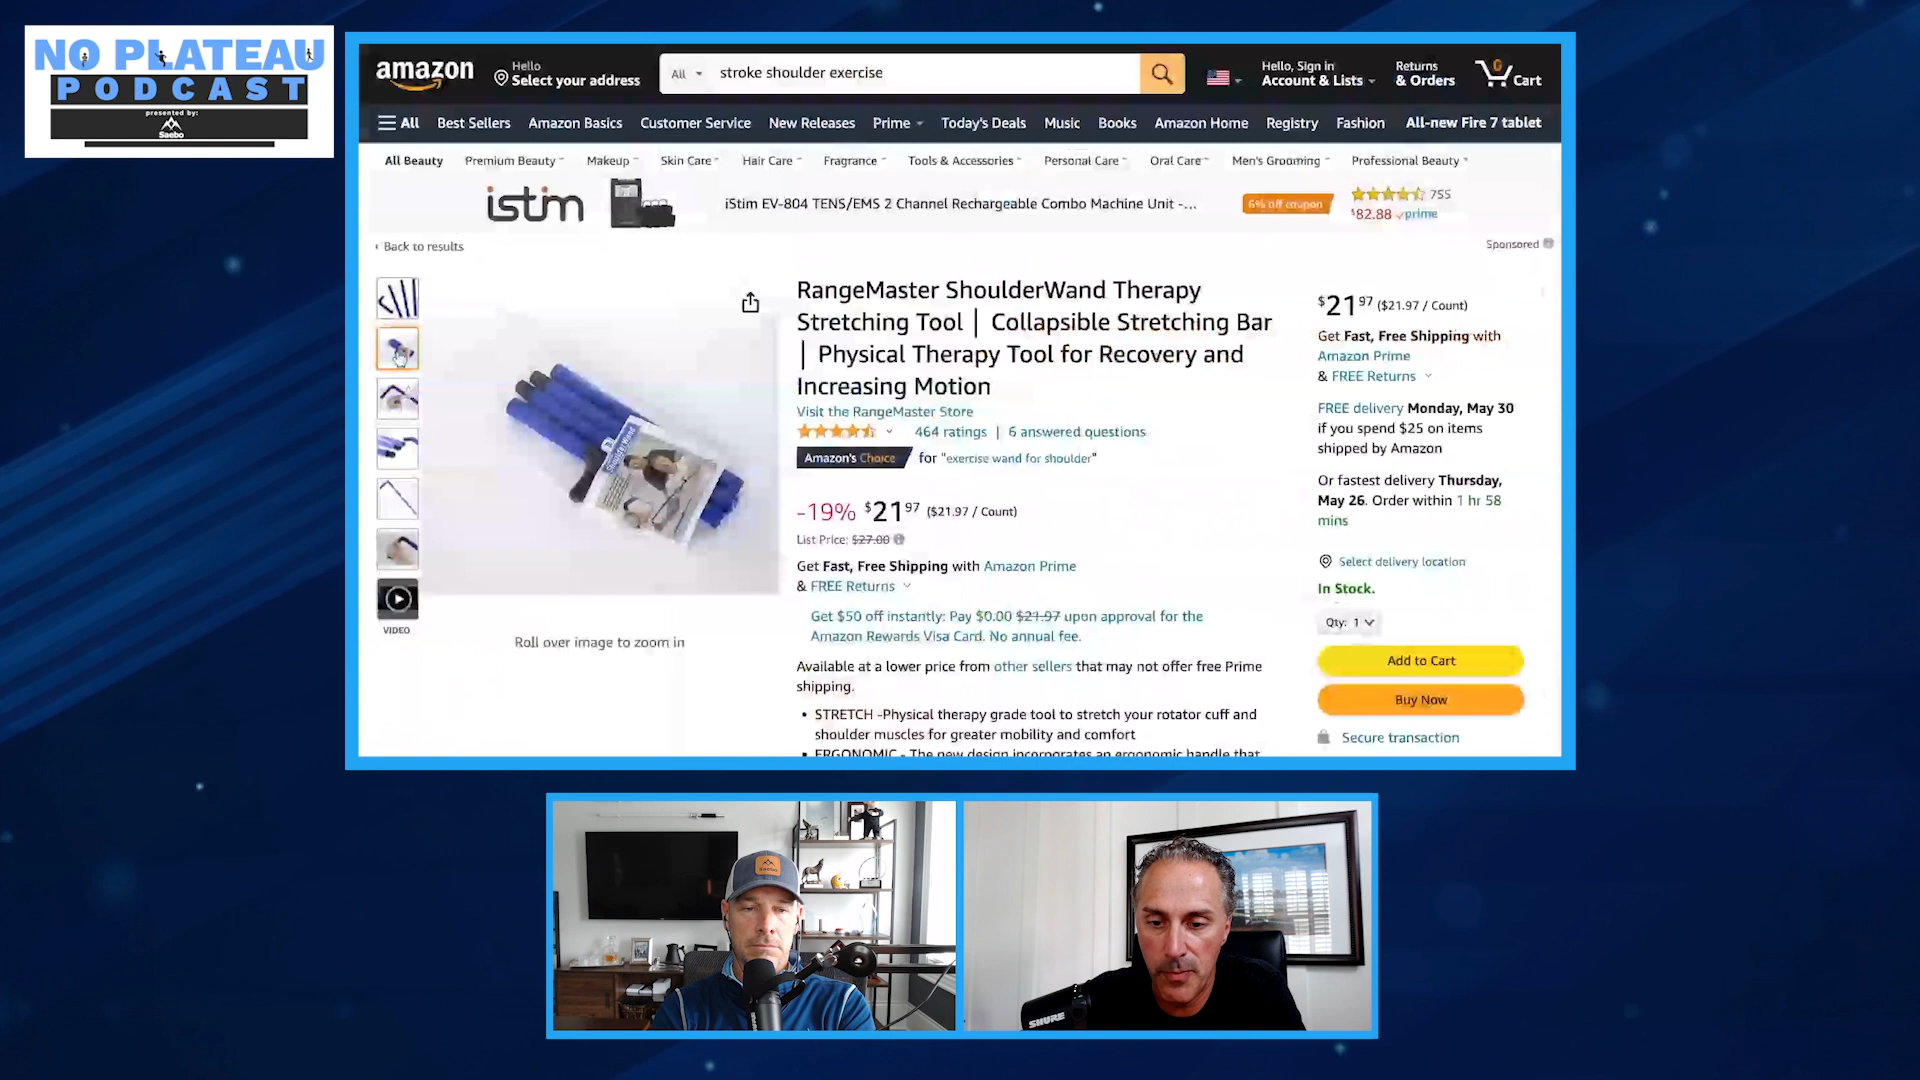 NO PLATEAU
PODCAST
presented by:
Saebo
amazon
Hello
Select your address
All
stroke shoulder exercise
Hello, Sign in
Account & Lists
Returns
& Orders
0
Cart
All
Best Sellers
Amazon Basics
Customer Service
New Releases
Prime
Today's Deals
Music
Books
Amazon Home
Registry
Fashion
All-new Fire 7 tablet
All Beauty
Premium Beauty
Makeup
Skin Care
Hair Care
Fragrance
Tools & Accessories
Personal Care
Oral Care
Men's Grooming
Professional Beauty
istim
iStim EV-804 TENS/EMS 2 Channel Rechargeable Combo Machine Unit -...
6% off coupon
755
$82.88 prime
‹ Back to results
Sponsored
RangeMaster ShoulderWand Therapy
Stretching Tool | Collapsible Stretching Bar
| Physical Therapy Tool for Recovery and
Increasing Motion
Visit the RangeMaster Store
464 ratings | 6 answered questions
Amazon's Choice for "exercise wand for shoulder"
-19% $21 97 ($21.97 / Count)
List Price: $27.00
Get Fast, Free Shipping with Amazon Prime
& FREE Returns
Get $50 off instantly: Pay $0.00 $21.97 upon approval for the
Amazon Rewards Visa Card. No annual fee.
Available at a lower price from other sellers that may not offer free Prime
shipping.
• STRETCH -Physical therapy grade tool to stretch your rotator cuff and
shoulder muscles for greater mobility and comfort
• ERGONOMIC - The new design incorporates an ergonomic handle that
ShoulderWand
VIDEO
Roll over image to zoom in
$21 97 ($21.97 / Count)
Get Fast, Free Shipping with
Amazon Prime
& FREE Returns
FREE delivery Monday, May 30
if you spend $25 on items
shipped by Amazon
Or fastest delivery Thursday,
May 26. Order within 1 hr 58
mins
Select delivery location
In Stock.
Qty: 1
Add to Cart
Buy Now
Secure transaction
Saebo
SHURE
SHURE